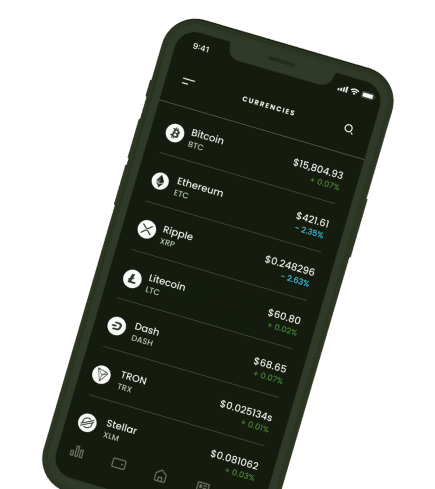 9:41
CURRENCIES
Bitcoin
BTC
$15,804.93
+ 0.07%
Ethereum
ETC
$421.61
- 2.35%
Ripple
XRP
$0.248296
- 2.63%
Litecoin
LTC
$60.80
+ 0.02%
Dash
DASH
$68.65
+ 0.07%
TRON
TRX
$0.025134s
+ 0.01%
Stellar
XLM
$0.081062
+ 0.03%